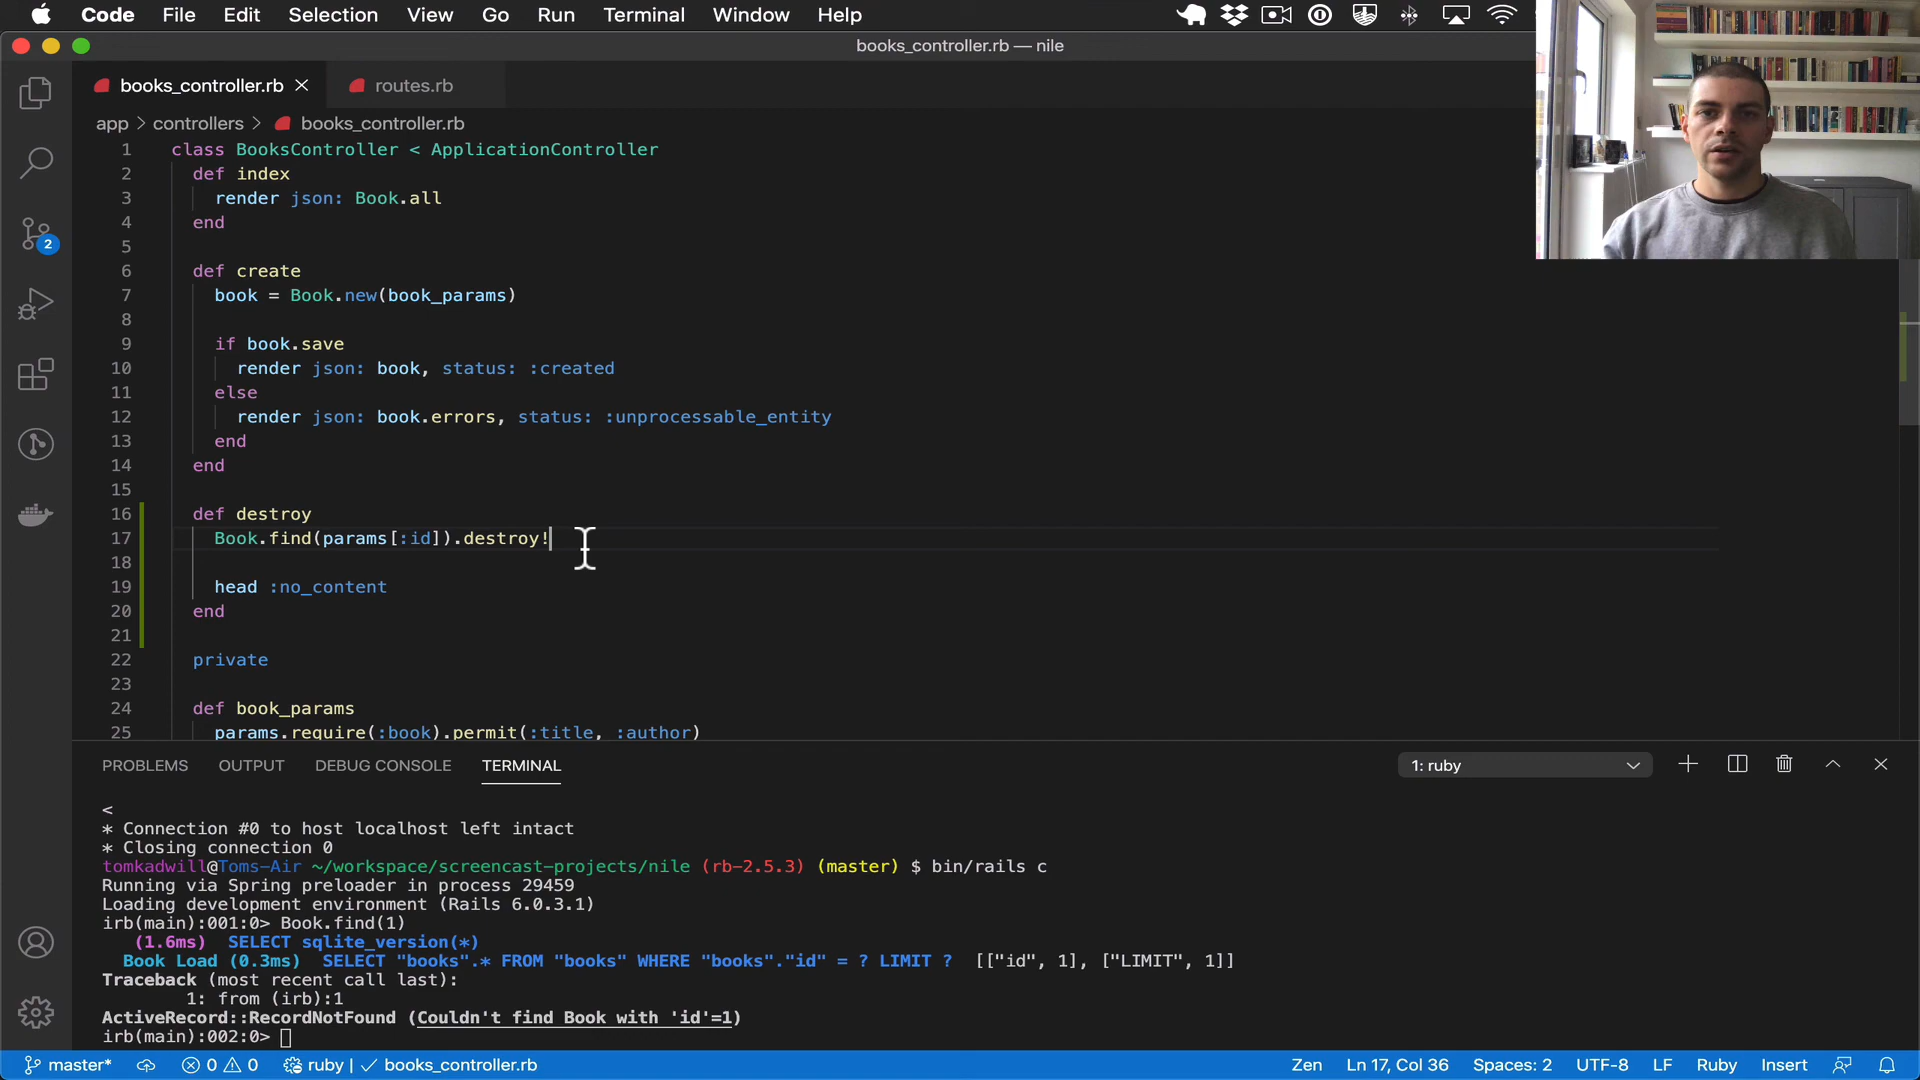 Code File Edit Selection View Go Run Terminal Window Help
books_controller.rb — nile
books_controller.rb routes.rb
app > controllers > books_controller.rb
1 class BooksController < ApplicationController
2 def index
3 render json: Book.all
4 end
5
6 def create
7 book = Book.new(book_params)
8
9 if book.save
10 render json: book, status: :created
11 else
12 render json: book.errors, status: :unprocessable_entity
13 end
14 end
15
16 def destroy
17 Book.find(params[:id]).destroy!
18
19 head :no_content
20 end
21
22 private
23
24 def book_params
25 params.require(:book).permit(:title, :author)
2
PROBLEMS OUTPUT DEBUG CONSOLE TERMINAL 1: ruby
<
* Connection #0 to host localhost left intact
* Closing connection 0
tomkadwill@Toms-Air ~/workspace/screencast-projects/nile (rb-2.5.3) (master) $ bin/rails c
Running via Spring preloader in process 29459
Loading development environment (Rails 6.0.3.1)
irb(main):001:0> Book.find(1)
(1.6ms) SELECT sqlite_version(*)
Book Load (0.3ms) SELECT "books".* FROM "books" WHERE "books"."id" = ? LIMIT ? [["id", 1], ["LIMIT", 1]]
Traceback (most recent call last):
1: from (irb):1
ActiveRecord::RecordNotFound (Couldn't find Book with 'id'=1)
irb(main):002:0>
master* 0 0 ruby | ✓ books_controller.rb Zen Ln 17, Col 36 Spaces: 2 UTF-8 LF Ruby Insert